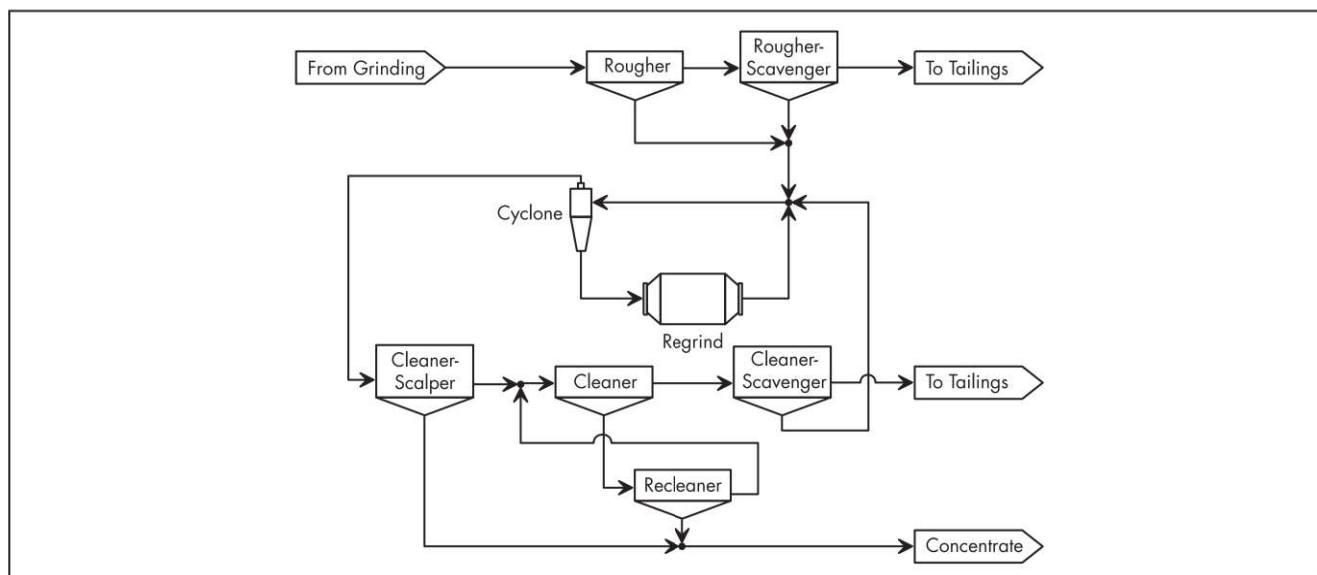 From Grinding
Rougher
Rougher-
Scavenger
To Tailings
Cyclone
Regrind
Cleaner-
Scalper
Cleaner
Cleaner-
Scavenger
To Tailings
Recleaner
Concentrate